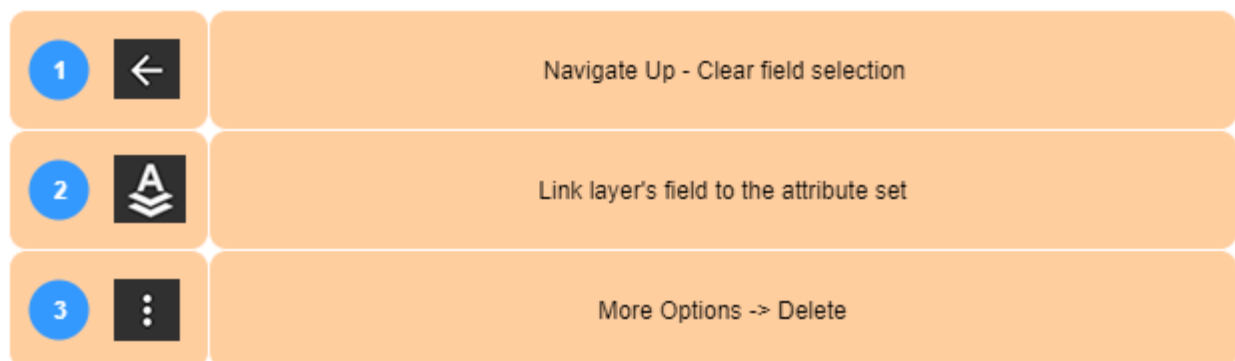 1
Navigate Up - Clear field selection
2
A
Link layer's field to the attribute set
3
More Options -> Delete